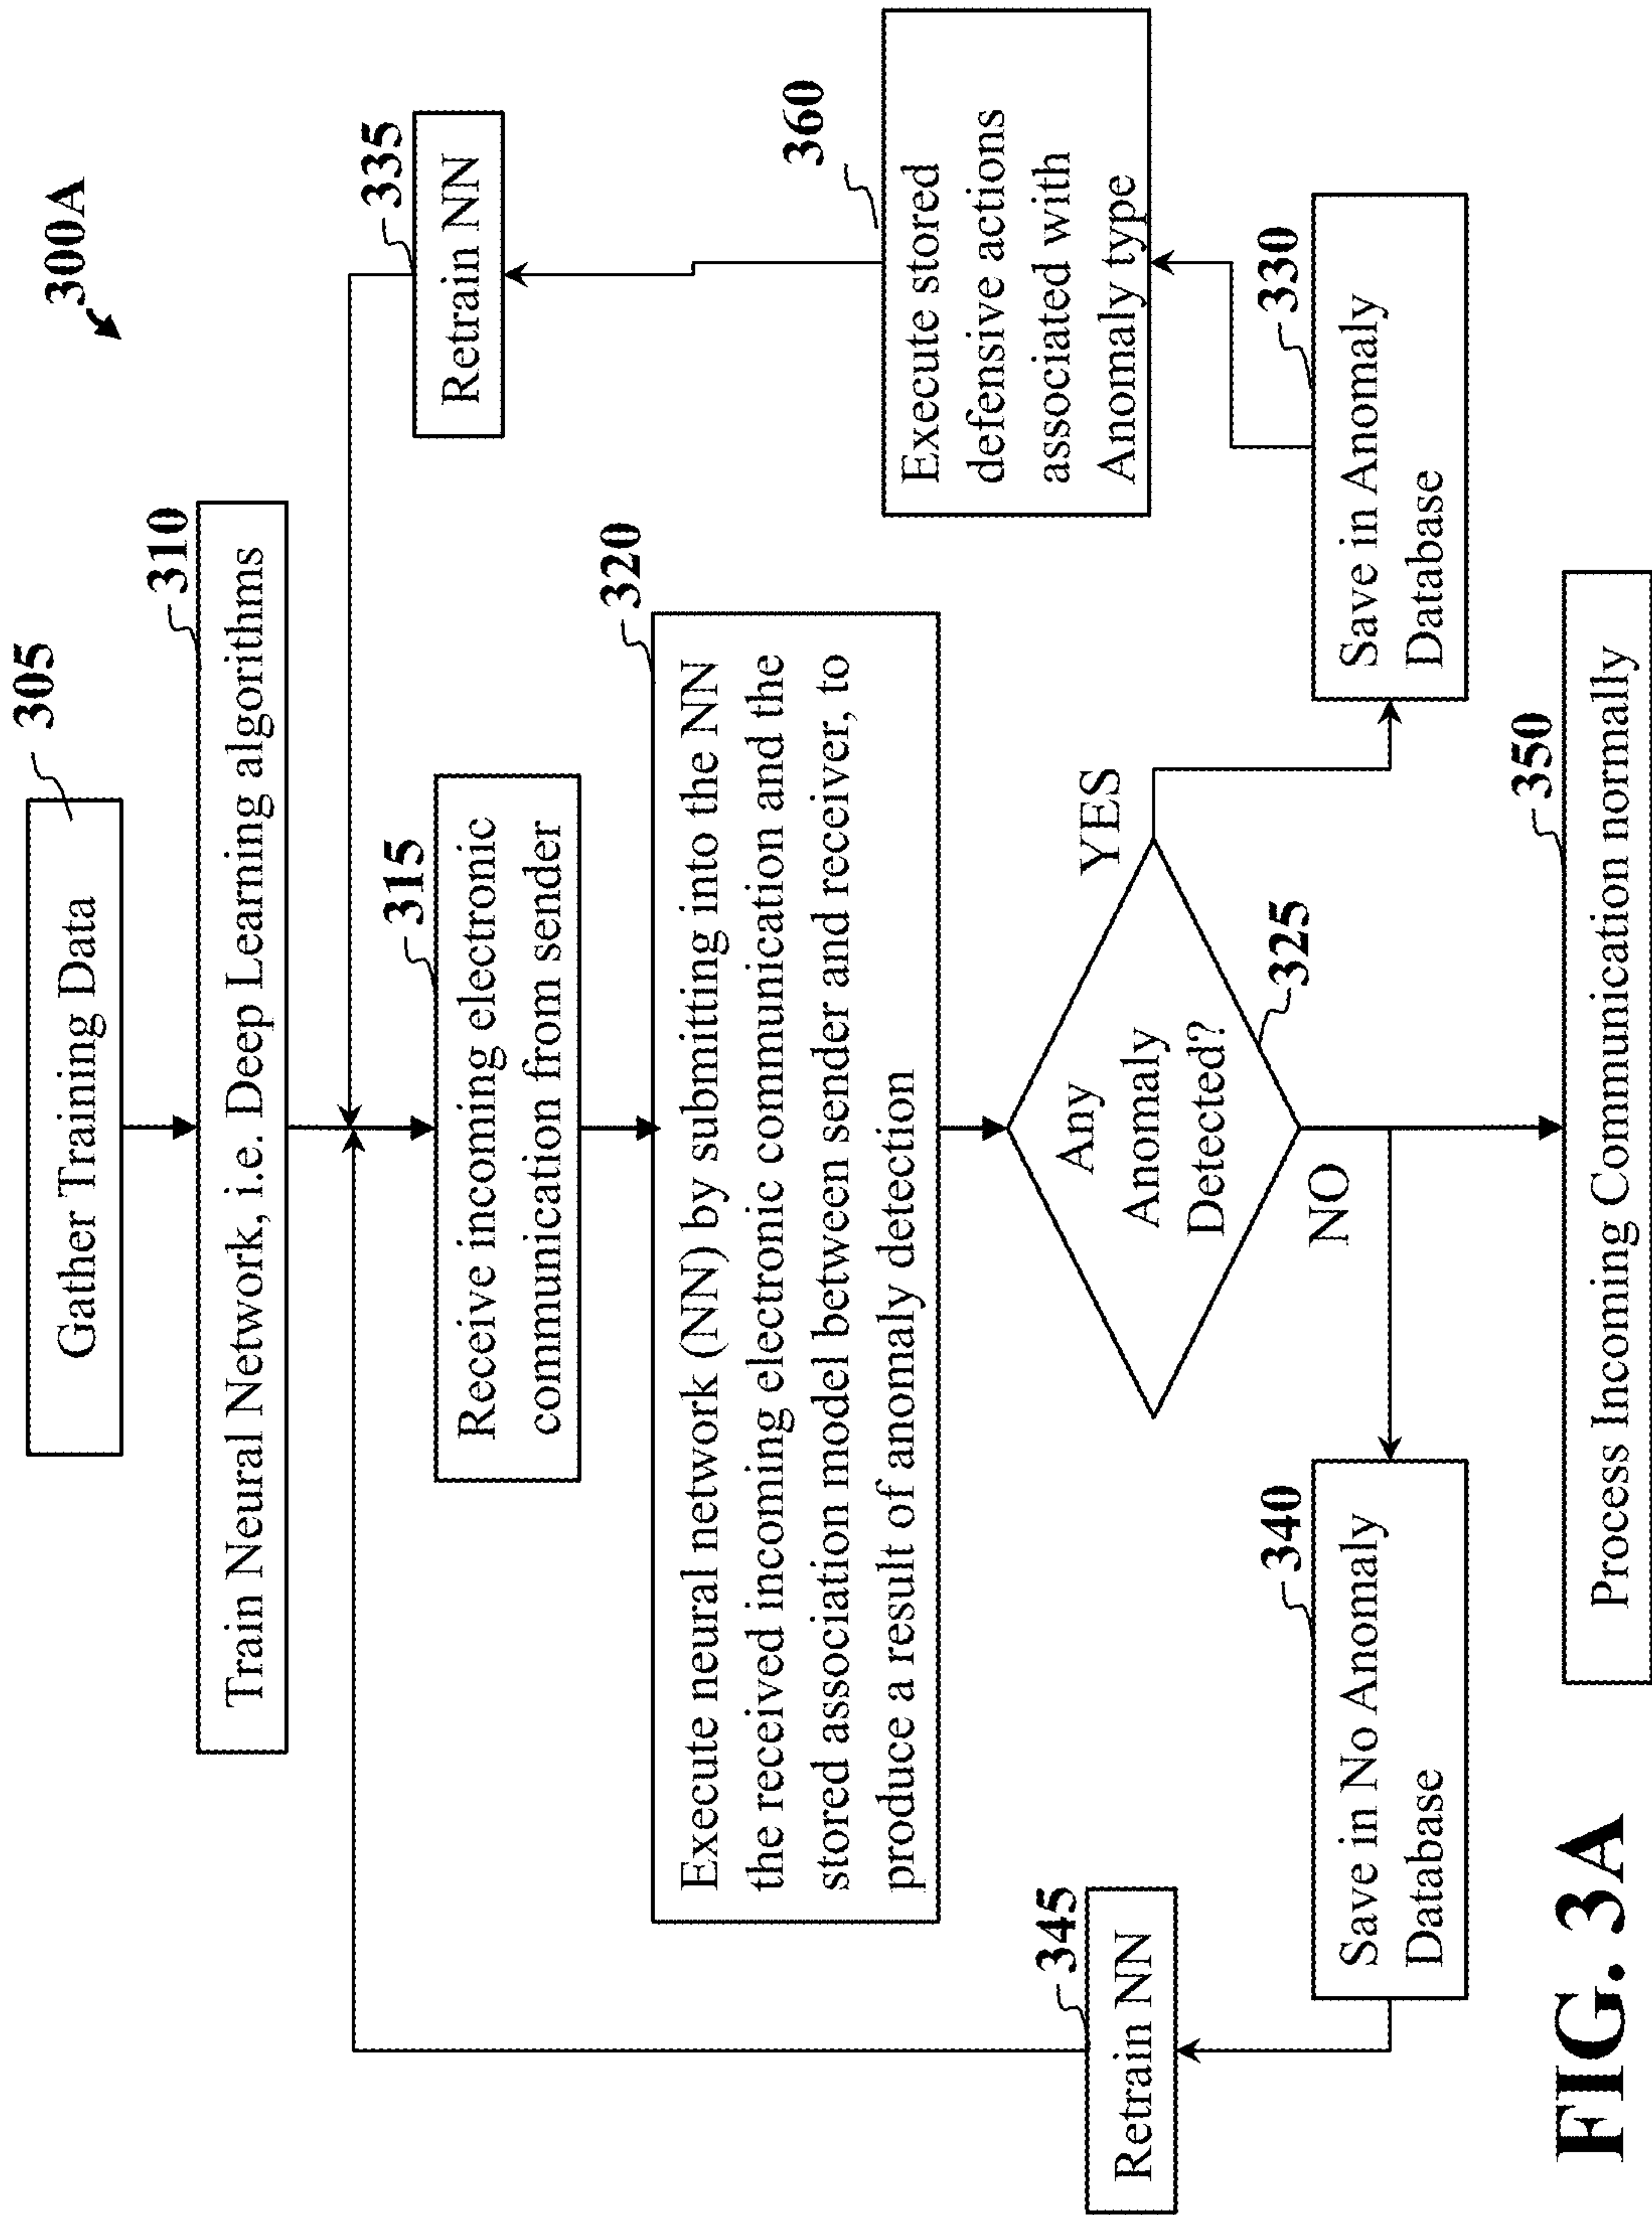 300A
305
Gather Training Data
310
Train Neural Network, i.e. Deep Learning algorithms
335
Retrain NN
315
Receive incoming electronic
communication from sender
320
Execute neural network (NN) by submitting into the NN
the received incoming electronic communication and the
stored association model between sender and receiver, to
produce a result of anomaly detection
360
Execute stored
defensive actions
associated with
Anomaly type
Any
Anomaly
Detected?
325
YES
NO
330
Save in Anomaly
Database
345
Retrain NN
340
Save in No Anomaly
Database
350
Process Incoming Communication normally
FIG. 3A